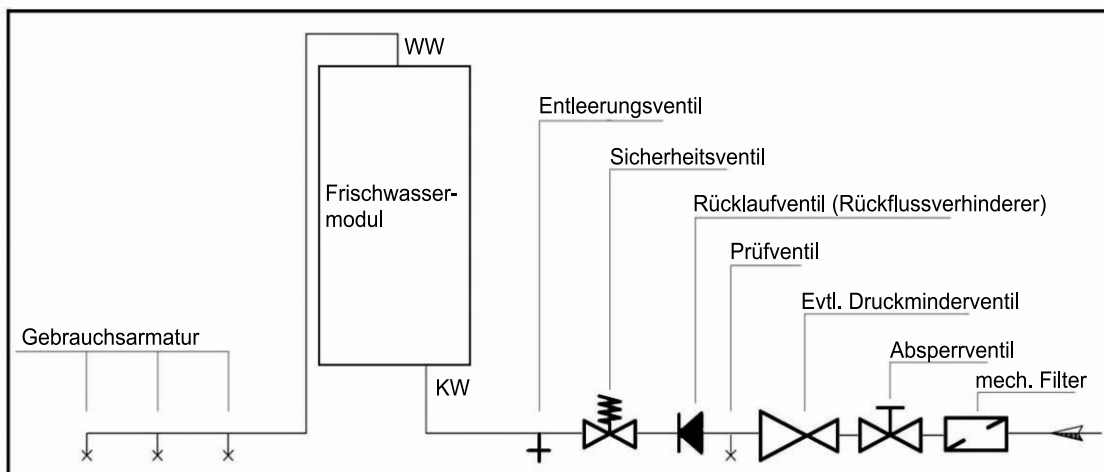 WW
Entleerungsventil
Sicherheitsventil
Frischwasser-
modul
Rücklaufventil (Rückflussverhinderer)
Prüfventil
Evtl. Druckminderventil
Gebrauchsarmatur
Absperrventil
KW
mech. Filter